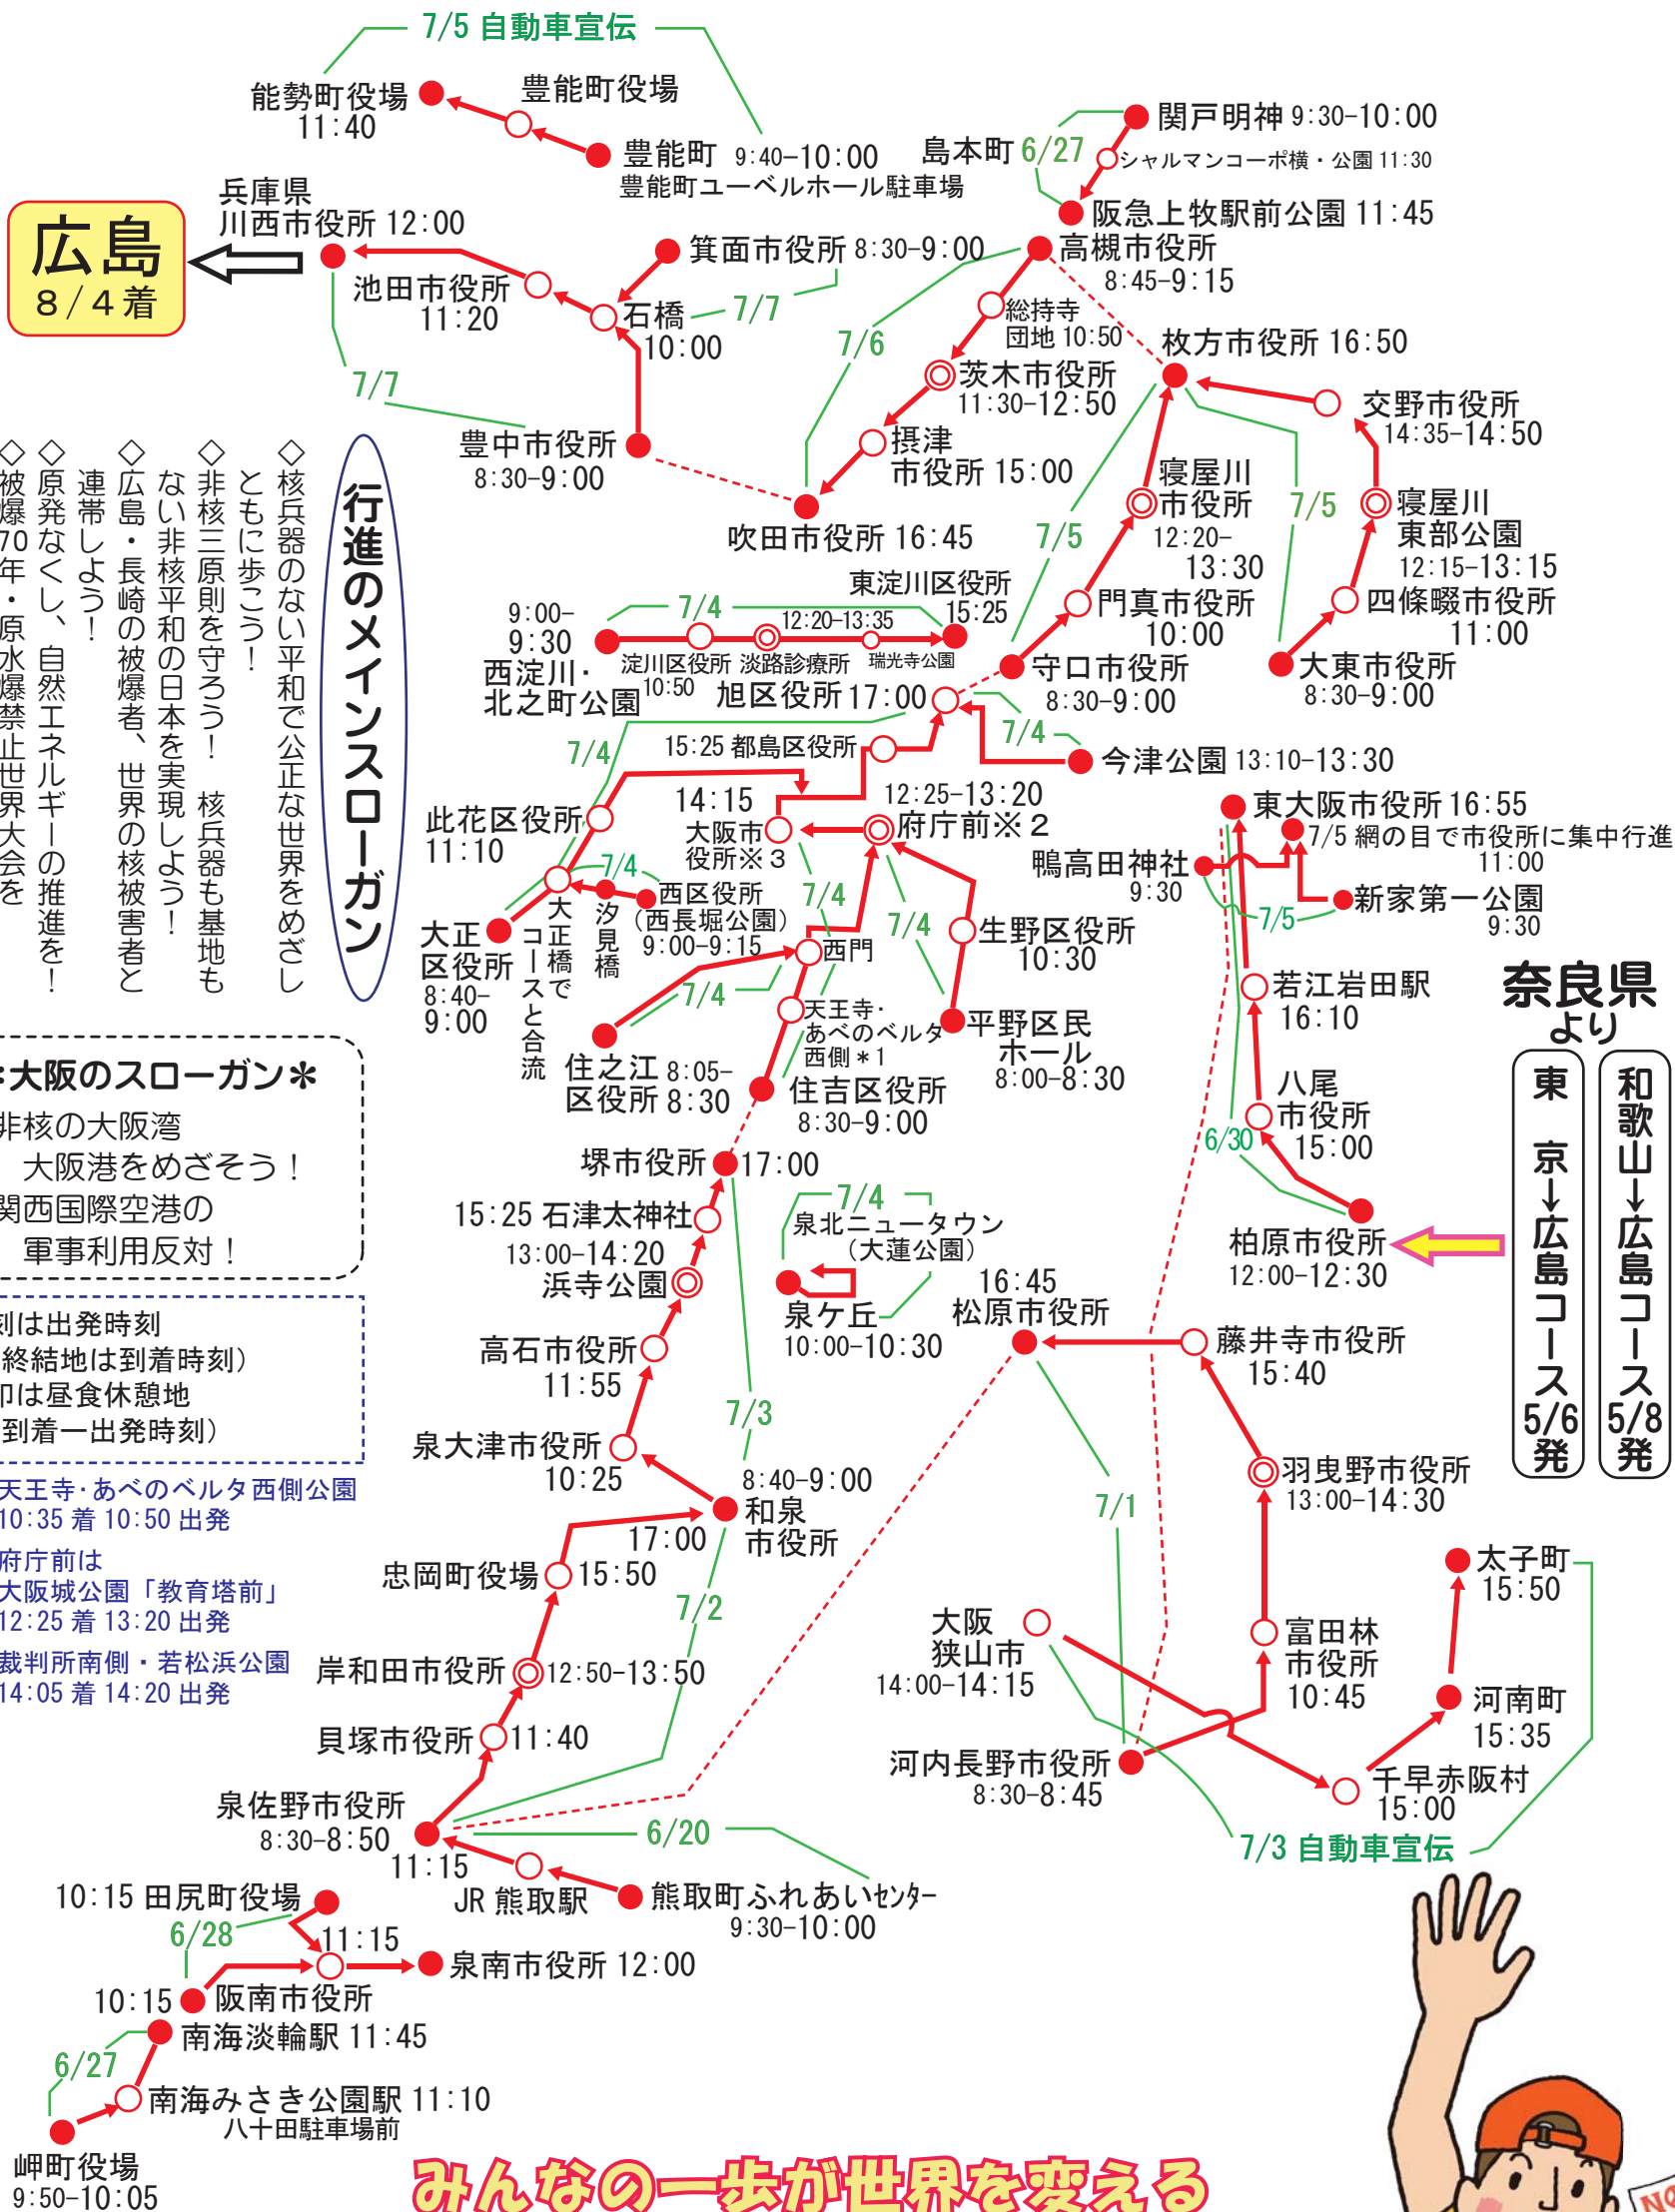 7/5 自動車宣伝
能勢町役場
11:40
豊能町役場
豊能町 9:40-10:00
豊能町ユーベルホール駐車場
島本町 6/27
関戸明神 9:30-10:00
シャルマンコーポ横・公園 11:30
阪急上牧駅前公園 11:45
兵庫県
川西市役所 12:00
広島
8/4着
池田市役所
11:20
箕面市役所 8:30-9:00
石橋
10:00
7/7
7/7
豊中市役所
8:30-9:00
高槻市役所
8:45-9:15
7/6
総持寺
団地 10:50
茨木市役所
11:30-12:50
摂津
市役所 15:00
吹田市役所 16:45
枚方市役所 16:50
交野市役所
14:35-14:50
寝屋川
市役所
12:20-
13:30
7/5
7/5
寝屋川
東部公園
12:15-13:15
門真市役所
10:00
四條畷市役所
11:00
守口市役所
8:30-9:00
大東市役所
8:30-9:00
行進のメインスローガン
◇核兵器のない平和で公正な世界をめざし
ともに歩こう！
◇非核三原則を守ろう！ 核兵器も基地も
ない非核平和の日本を実現しよう！
◇広島・長崎の被爆者、世界の核被害者と
連帯しよう！
◇原発なくし、自然エネルギーの推進を！
◇被爆70年・原水爆禁止世界大会を
9:00-
9:30
西淀川・
北之町公園
7/4
東淀川区役所
15:25
12:20-13:35
淀川区役所
10:50
淡路診療所
瑞光寺公園
旭区役所 17:00
7/4
7/4
今津公園 13:10-13:30
15:25 都島区役所
14:15
大阪市
役所※3
12:25-13:20
府庁前※2
此花区役所
11:10
7/4
西区役所
（西長堀公園）
9:00-9:15
汐見橋
大正橋で
コースと合流
大正
区役所
8:40-
9:00
7/4
7/4
7/4
西門
生野区役所
10:30
平野区民
ホール
8:00-8:30
天王寺・
あべのベルタ
西側＊1
住之江
区役所
8:05-
8:30
住吉区役所
8:30-9:00
東大阪市役所 16:55
7/5 網の目で市役所に集中行進
11:00
鴨高田神社
9:30
新家第一公園
9:30
7/5
若江岩田駅
16:10
八尾
市役所
15:00
6/30
柏原市役所
12:00-12:30
奈良県
より
東 京→広島コース 5/6発
和歌山→広島コース 5/8発
＊大阪のスローガン＊
非核の大阪湾
大阪港をめざそう！
関西国際空港の
軍事利用反対！
刻は出発時刻
終結地は到着時刻）
印は昼食休憩地
到着ー出発時刻）
天王寺・あべのベルタ西側公園
10:35 着 10:50 出発
府庁前は
大阪城公園「教育塔前」
12:25 着 13:20 出発
裁判所南側・若松浜公園
14:05 着 14:20 出発
堺市役所 17:00
15:25 石津太神社
13:00-14:20
浜寺公園
高石市役所
11:55
泉大津市役所
10:25
7/4
泉北ニュータウン
（大蓮公園）
泉ケ丘
10:00-10:30
7/3
8:40-9:00
和泉
市役所
17:00
忠岡町役場 15:50
7/2
岸和田市役所 12:50-13:50
貝塚市役所 11:40
泉佐野市役所
8:30-8:50
11:15
6/20
JR 熊取駅
熊取町ふれあいセンター
9:30-10:00
16:45
松原市役所
藤井寺市役所
15:40
7/1
羽曳野市役所
13:00-14:30
富田林
市役所
10:45
河内長野市役所
8:30-8:45
大阪
狭山市
14:00-14:15
太子町
15:50
河南町
15:35
千早赤阪村
15:00
7/3 自動車宣伝
10:15 田尻町役場
6/28
11:15
泉南市役所 12:00
10:15 阪南市役所
南海淡輪駅 11:45
6/27
南海みさき公園駅 11:10
八十田駐車場前
岬町役場
9:50-10:05
みんなの一歩が世界を変える